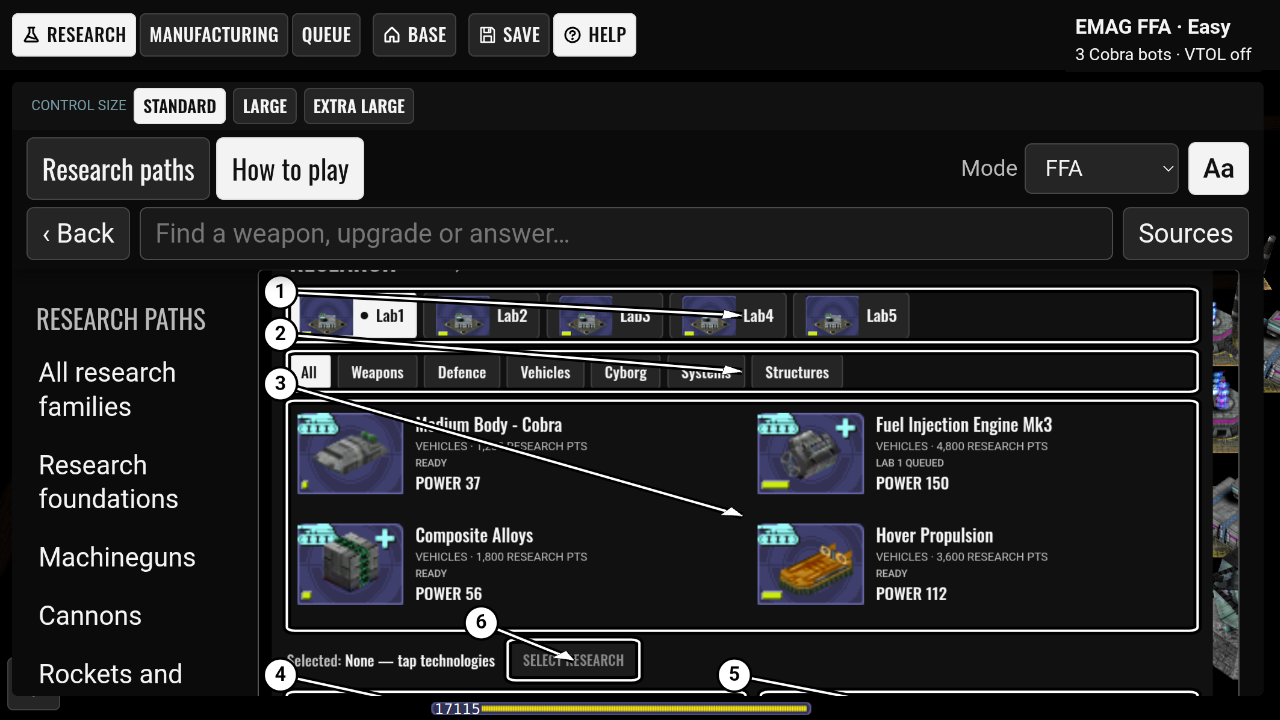 RESEARCH MANUFACTURING QUEUE BASE SAVE HELP
EMAG FFA · Easy
3 Cobra bots · VTOL off
CONTROL SIZE STANDARD LARGE EXTRA LARGE
Research paths How to play Mode FFA Aa
‹ Back Find a weapon, upgrade or answer... Sources
RESEARCH PATHS
All research
families
Research
foundations
Machineguns
Cannons
Rockets and
1 Lab1 Lab2 Lab3 Lab4 Lab5
2
All Weapons Defence Vehicles Cyborg Systems Structures
3
Medium Body - Cobra
VEHICLES · RESEARCH PTS
READY
POWER 37
Fuel Injection Engine Mk3
VEHICLES · 4,800 RESEARCH PTS
LAB 1 QUEUED
POWER 150
Composite Alloys
VEHICLES · 1,800 RESEARCH PTS
READY
POWER 56
Hover Propulsion
VEHICLES · 3,600 RESEARCH PTS
READY
POWER 112
6
Selected: None — tap technologies SELECT RESEARCH
4 5
17115